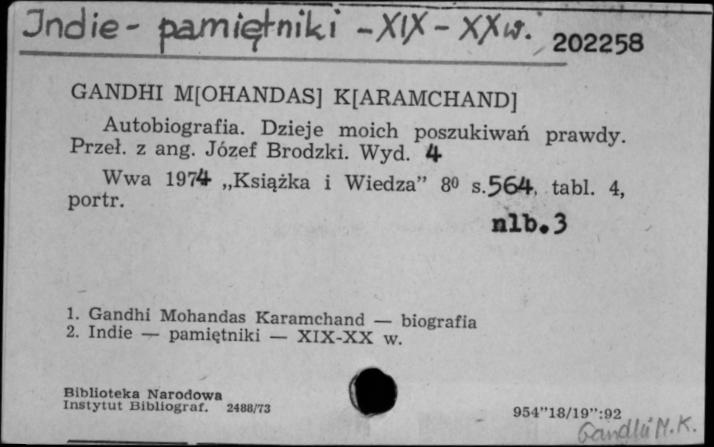 Indie - pamiętniki - XIX - XX w.
202258
GANDHI M[OHANDAS] K[ARAMCHAND]
Autobiografia. Dzieje moich poszukiwań prawdy.
Przeł. z ang. Józef Brodzki. Wyd. 4
Wwa 1974 „Książka i Wiedza” 8⁰ s. 564, tabl. 4,
portr.
nlb. 3
1. Gandhi Mohandas Karamchand — biografia
2. Indie — pamiętniki — XIX-XX w.
Biblioteka Narodowa
Instytut Bibliograf. 2488/73
954"18/19":92
Gandhi M. K.